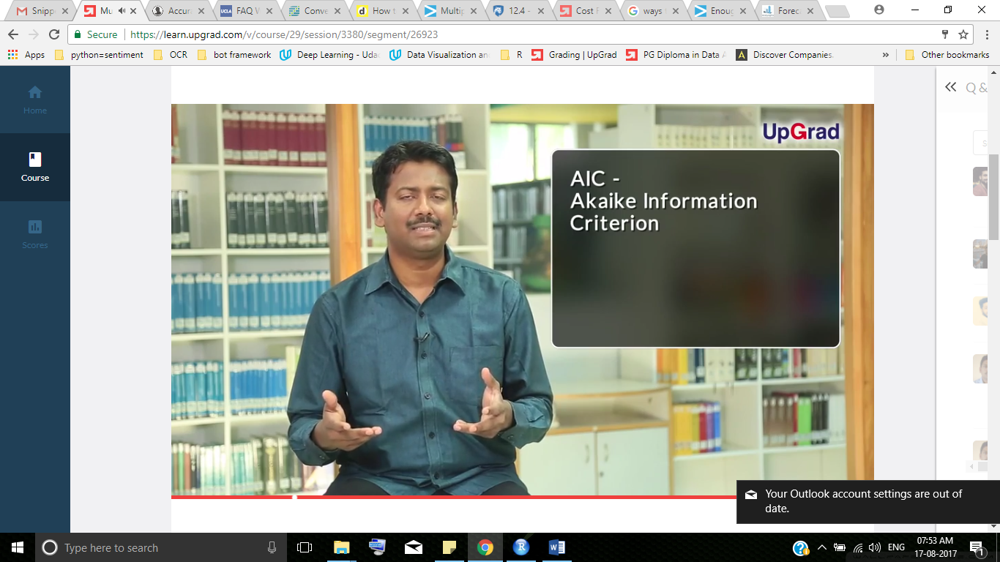 Snipp
Mu
Accur
FAQ
Conve
How t
Multip
12.4 -
Cost
ways
Enoug
Forec
Secure
https://learn.upgrad.com/v/course/29/session/3380/segment/26923
Apps
python=sentiment
OCR
bot framework
Deep Learning - Uda
Data Visualization an
R
Grading | UpGrad
PG Diploma in Data A
Discover Companies
»
Other bookmarks
Home
Course
Scores
Q &
UpGrad
AIC -
Akaike Information
Criterion
Your Outlook account settings are out of
date.
Type here to search
ENG
07:53 AM
17-08-2017